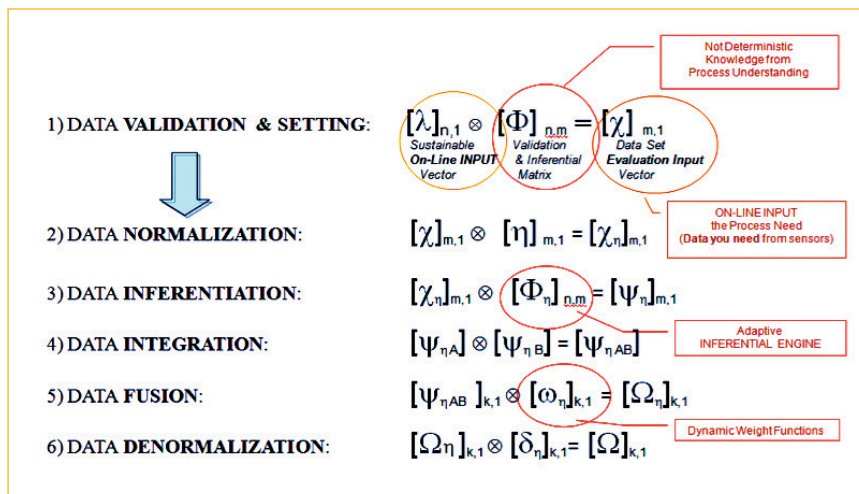 Not Deterministic
Knowledge from
Process Understanding
1) DATA VALIDATION & SETTING: [λ]n,1 ⊗ [Φ] n,m = [χ] m,1
Sustainable Validation Data Set
On-Line INPUT & Inferential Evaluation Input
Vector Matrix Vector
ON-LINE INPUT
the Process Need
(Data you need from sensors)
2) DATA NORMALIZATION: [χ]m,1 ⊗ [η] m,1 = [χη]m,1
3) DATA INFERENTIATION: [χη]m,1 ⊗ [Φη] n,m = [ψη]m,1
Adaptive
INFERENTIAL ENGINE
4) DATA INTEGRATION: [ψηA] ⊗ [ψηB] = [ψηAB]
5) DATA FUSION: [ψηAB ]k,1 ⊗ [ωη]k,1 = [Ωη]k,1
Dynamic Weight Functions
6) DATA DENORMALIZATION: [Ωη]k,1 ⊗ [δη]k,1= [Ω]k,1